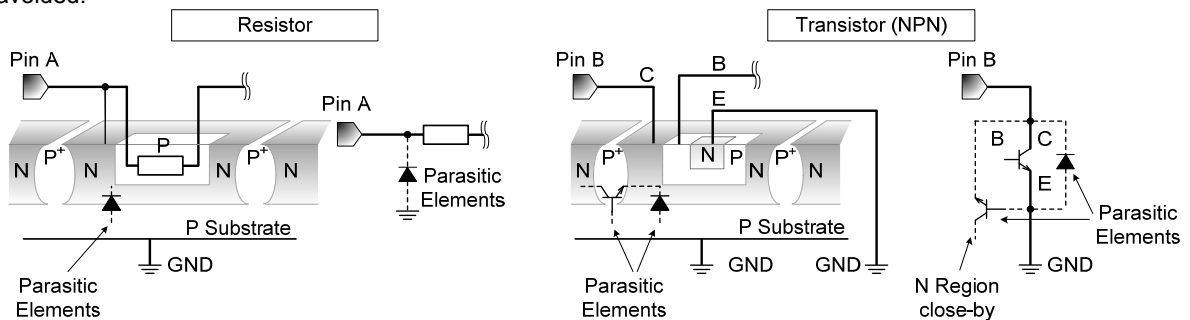 avoided.
Resistor
Transistor (NPN)
Pin A
Pin A
N
P+
N
P
N
P+
N
Parasitic
Elements
P Substrate
GND
Parasitic
Elements
Pin B
C
B
E
N
P+
N
N
P
N
P+
N
P Substrate
GND
GND
Parasitic
Elements
Pin B
B
C
E
Parasitic
Elements
GND
N Region
close-by